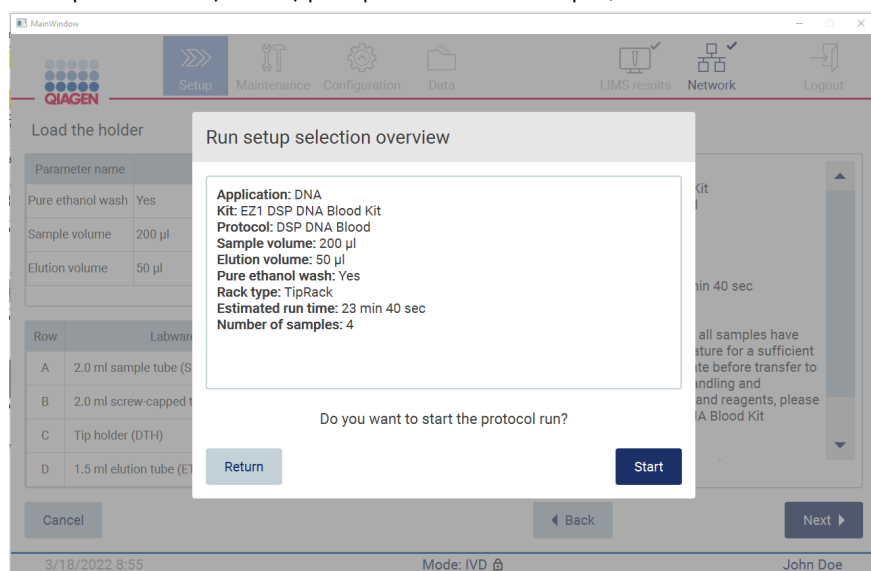 MainWindow
QIAGEN
Setup
Maintenance
Configuration
Data
LIMS results
Network
Logout
Load the holder
Run setup selection overview
Parameter name
Pure ethanol wash Yes
Sample volume 200 µl
Elution volume 50 µl
Application: DNA
Kit: EZ1 DSP DNA Blood Kit
Protocol: DSP DNA Blood
Sample volume: 200 µl
Elution volume: 50 µl
Pure ethanol wash: Yes
Rack type: TipRack
Estimated run time: 23 min 40 sec
Number of samples: 4
Do you want to start the protocol run?
Return
Start
Row
A 2.0 ml sample tube
B 2.0 ml screw-capped
C Tip holder (DTH)
D 1.5 ml elution tube
40 sec
all samples have
for a sufficient
before transfer to
and
and reagents, please
Blood Kit
Cancel
Back
Next
3/18/2022 8:55
Mode: IVD
John Doe